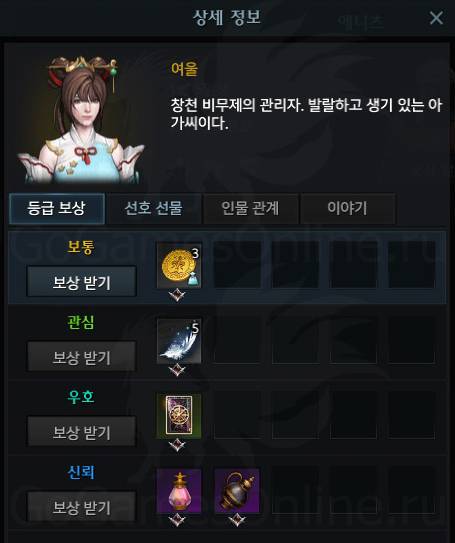 상세 정보
여울
창천 비무제의 관리자. 발랄하고 생기 있는 아
가씨이다.
등급 보상
선호 선물
인물 관계
이야기
보통
3
보상 받기
관심
5
보상 받기
우호
보상 받기
신뢰
보상 받기
GoGamesOnline.ru
GoGamesOnline.ru